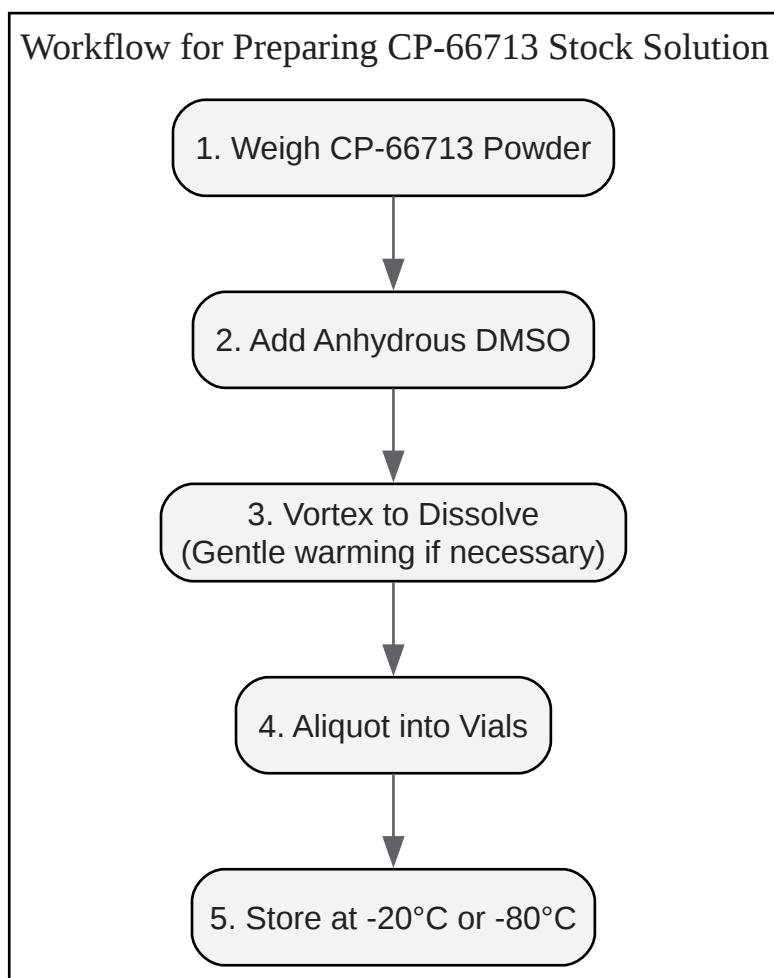 Workflow for Preparing CP-66713 Stock Solution
1. Weigh CP-66713 Powder
2. Add Anhydrous DMSO
3. Vortex to Dissolve
(Gentle warming if necessary)
4. Aliquot into Vials
5. Store at -20°C or -80°C